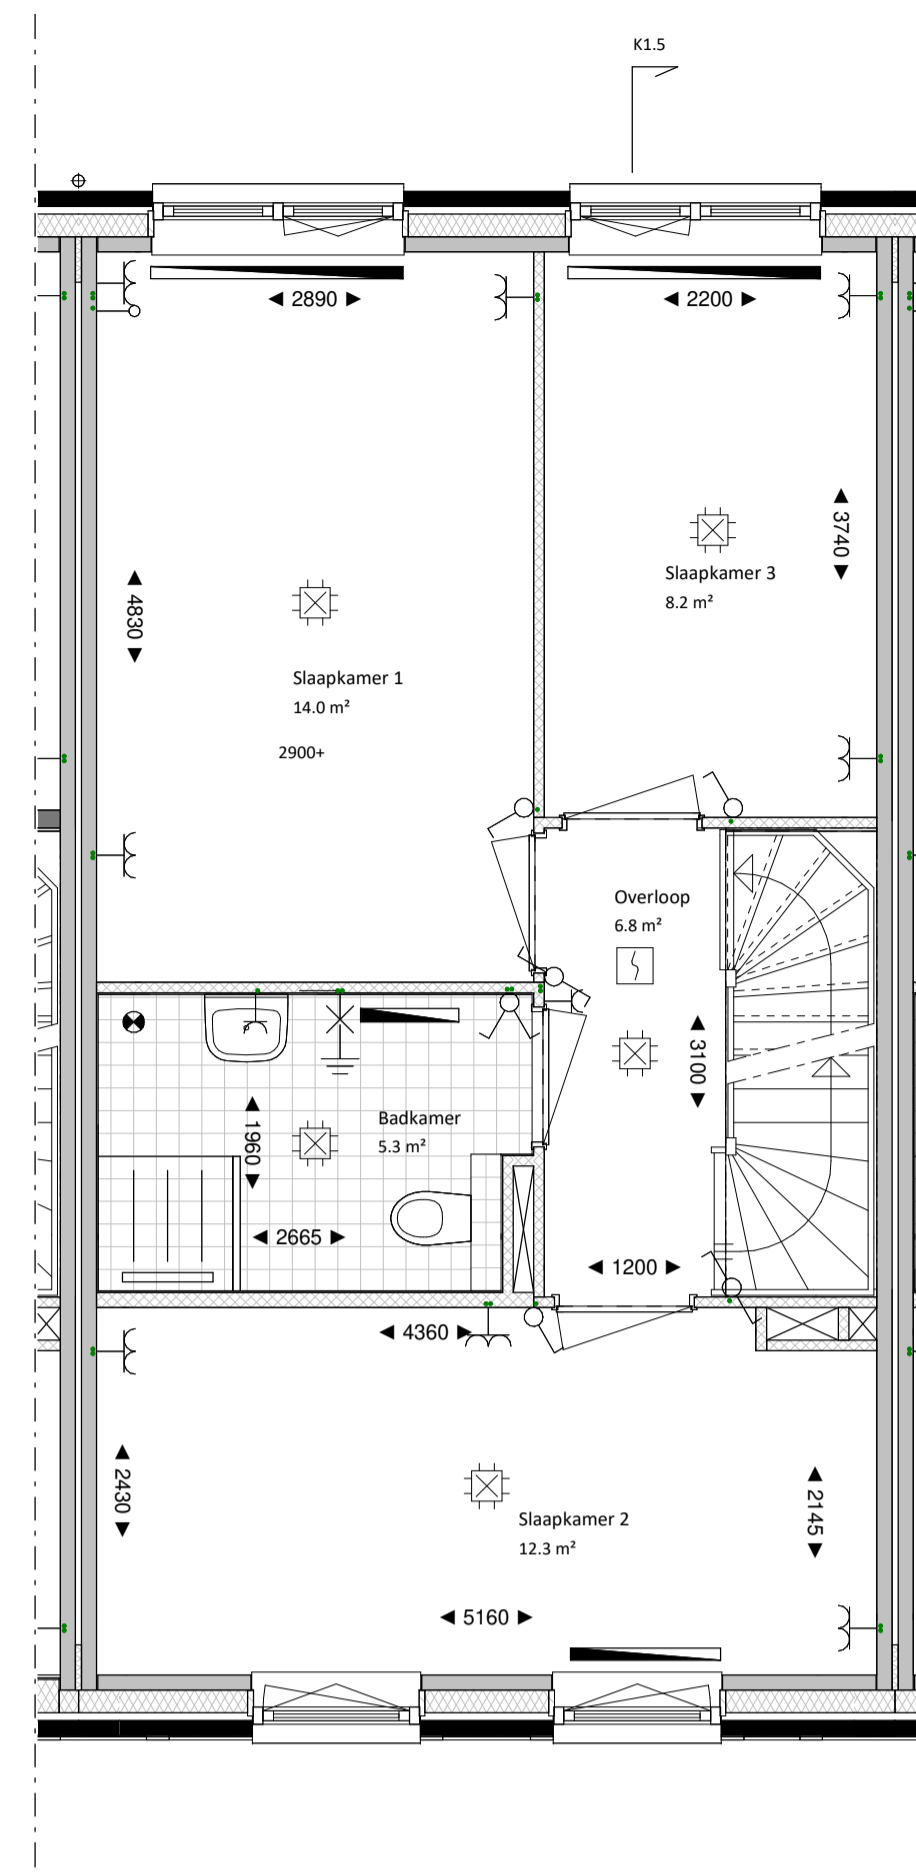 K1.5
◀ 2890 ▶
◀ 2200 ▶
◀ 3740 ▶
Slaapkamer 3
8.2 m²
◀ 4830 ▶
Slaapkamer 1
14.0 m²
2900+
Overloop
6.8 m²
◀ 3100 ▶
Badkamer
5.3 m²
◀ 1960 ▶
◀ 2665 ▶
◀ 1200 ▶
◀ 4360 ▶
◀ 2430 ▶
◀ 2145 ▶
Slaapkamer 2
12.3 m²
◀ 5160 ▶